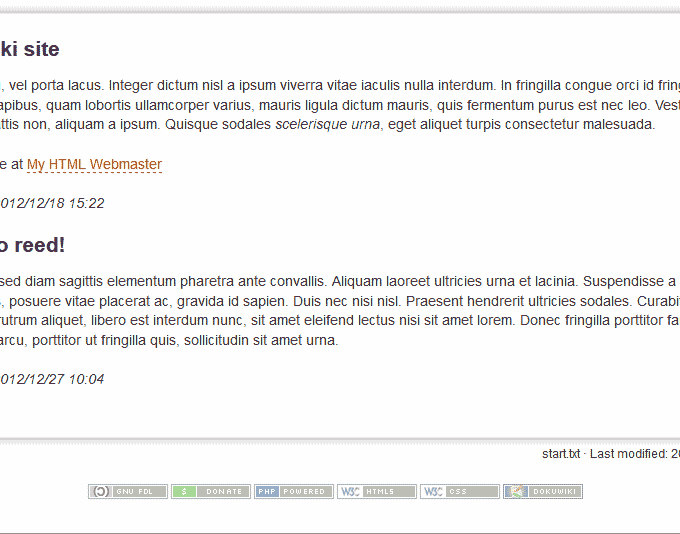 ki site
, vel porta lacus. Integer dictum nisl a ipsum viverra vitae iaculis nulla interdum. In fringilla congue orci id fring
apibus, quam lobortis ullamcorper varius, mauris ligula dictum mauris, quis fermentum purus est nec leo. Vest
attis non, aliquam a ipsum. Quisque sodales scelerisque urna, eget aliquet turpis consectetur malesuada.
e at My HTML Webmaster
2012/12/18 15:22
o reed!
sed diam sagittis elementum pharetra ante convallis. Aliquam laoreet ultricies urna et lacinia. Suspendisse a
, posuere vitae placerat ac, gravida id sapien. Duis nec nisi nisl. Praesent hendrerit ultricies sodales. Curabi
rutrum aliquet, libero est interdum nunc, sit amet eleifend lectus nisi sit amet lorem. Donec fringilla porttitor fa
arcu, porttitor ut fringilla quis, sollicitudin sit amet urna.
2012/12/27 10:04
start.txt · Last modified: 20
GNU FDL $ DONATE PHP POWERED W3C HTML5 W3C CSS DOKUWIKI